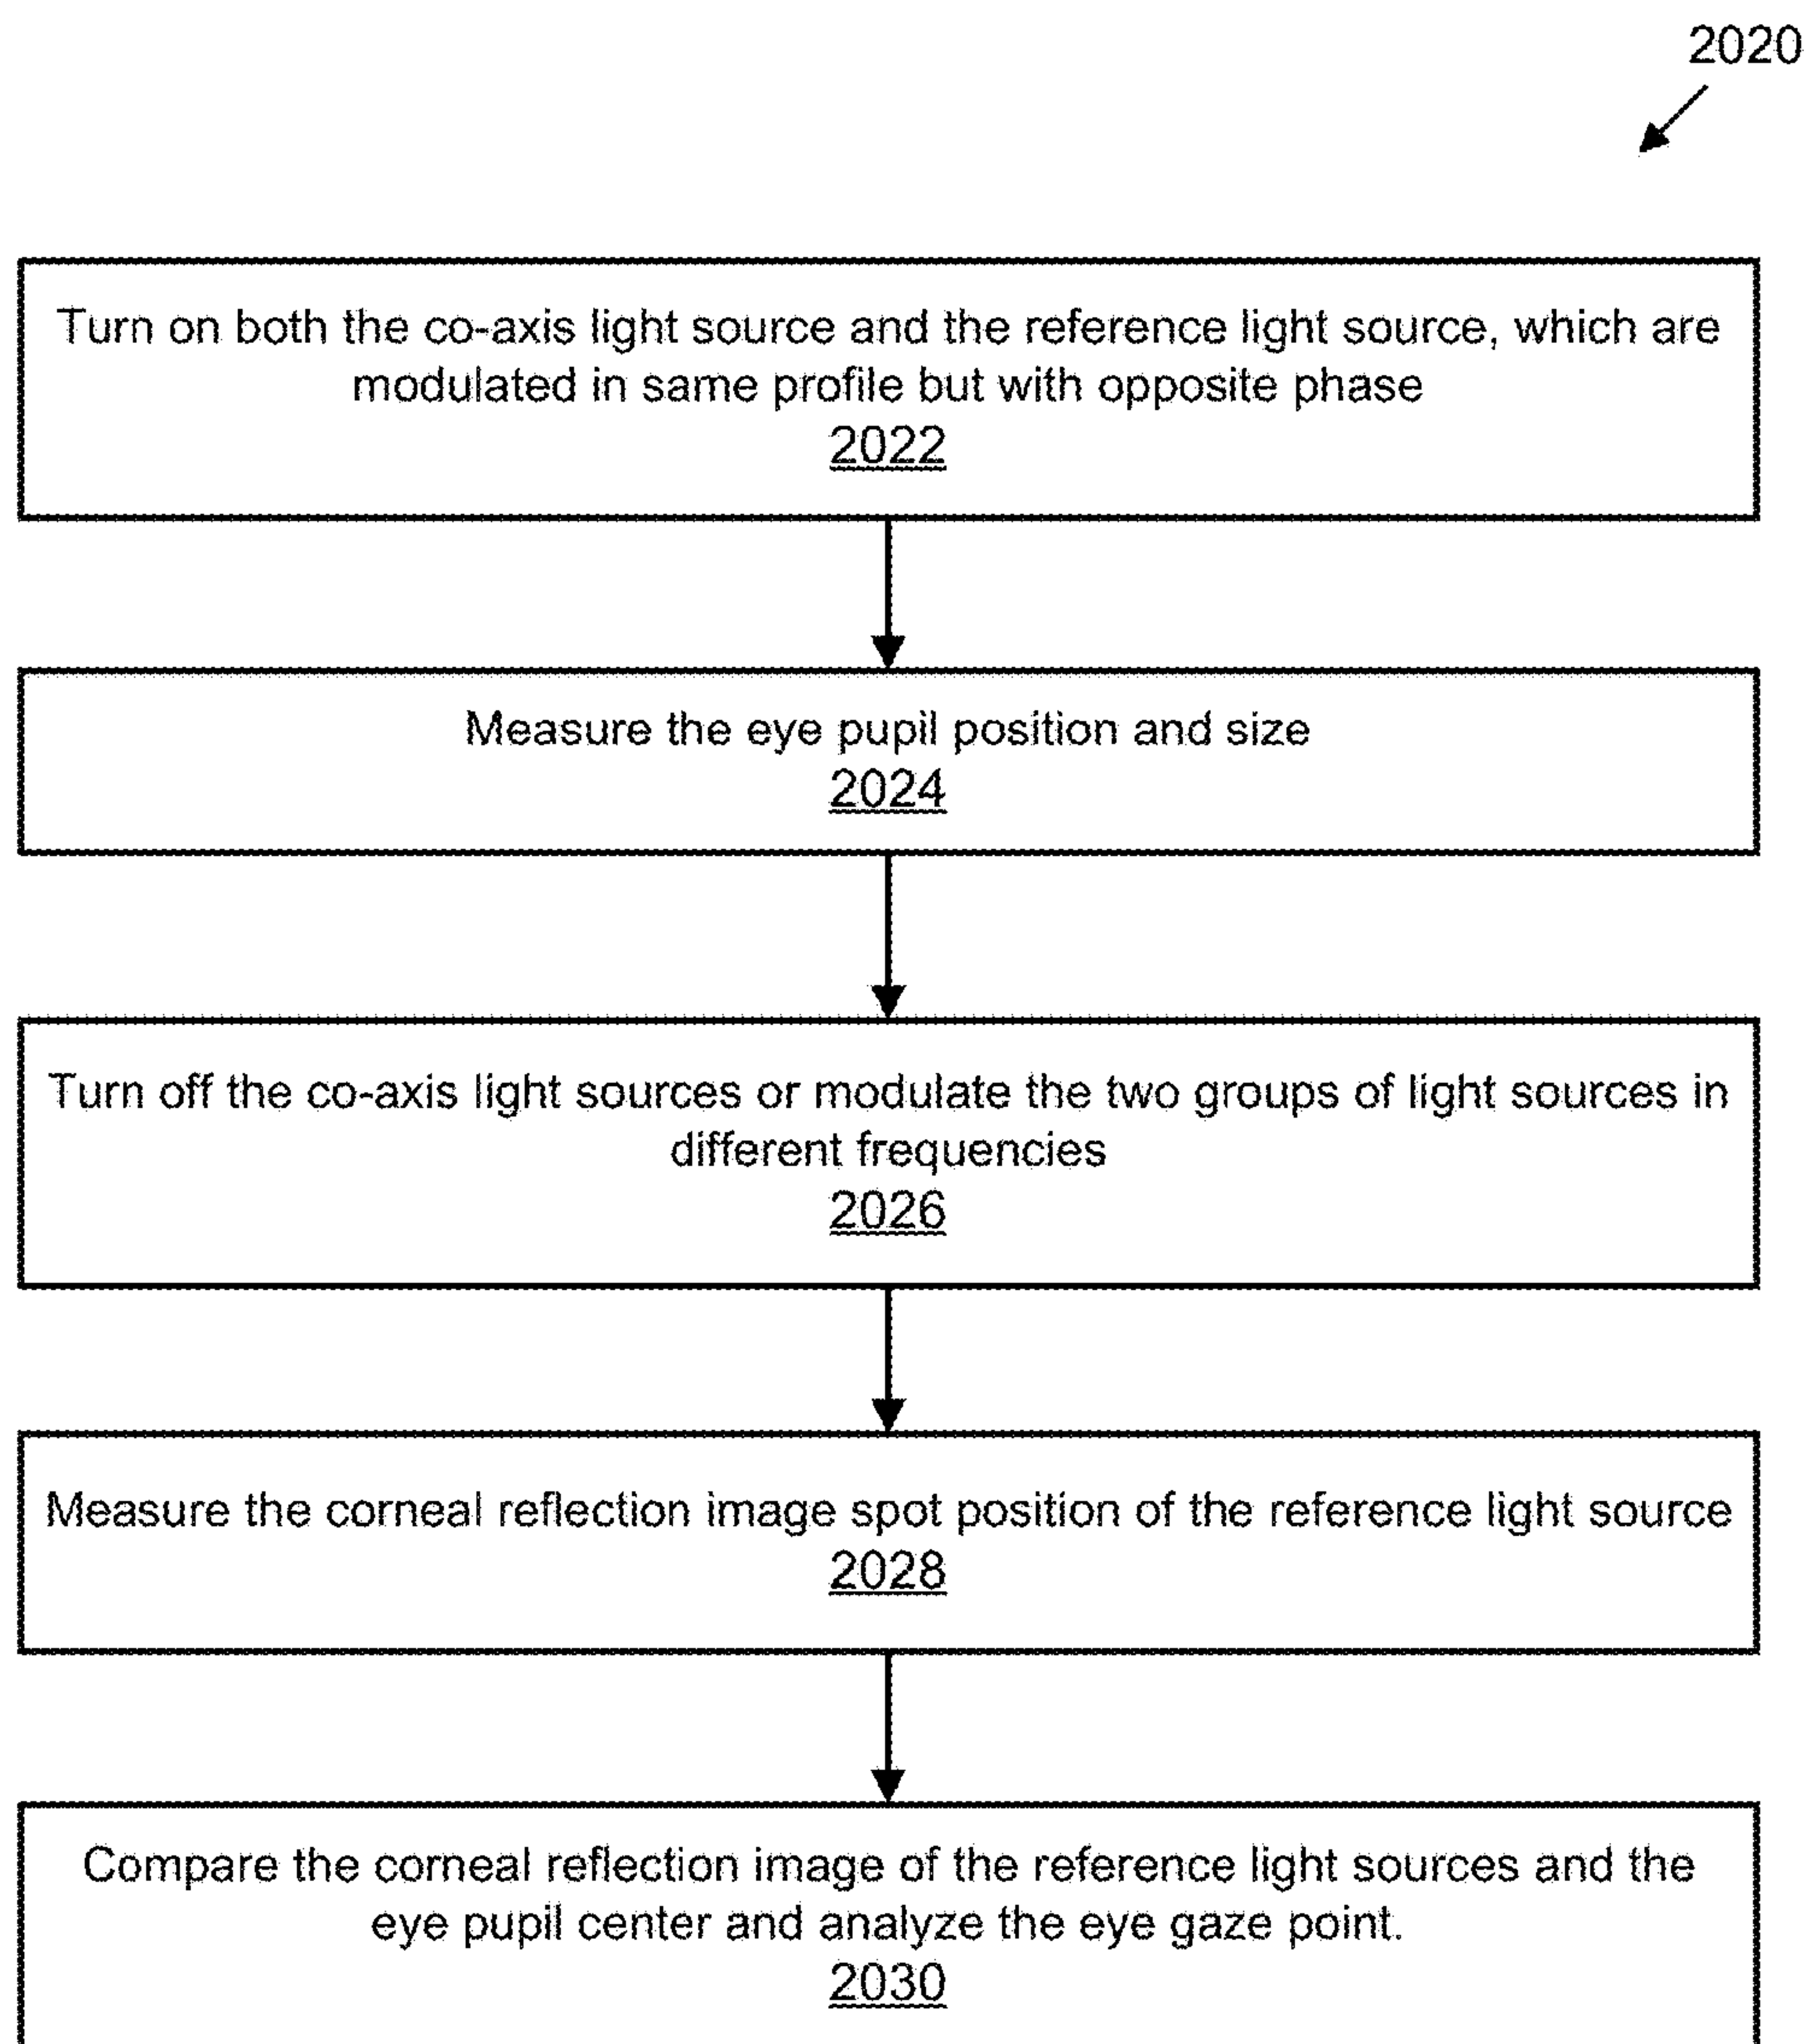 2020
Turn on both the co-axis light source and the reference light source, which are
modulated in same profile but with opposite phase
2022
Measure the eye pupil position and size
2024
Turn off the co-axis light sources or modulate the two groups of light sources in
different frequencies
2026
Measure the corneal reflection image spot position of the reference light source
2028
Compare the corneal reflection image of the reference light sources and the
eye pupil center and analyze the eye gaze point.
2030